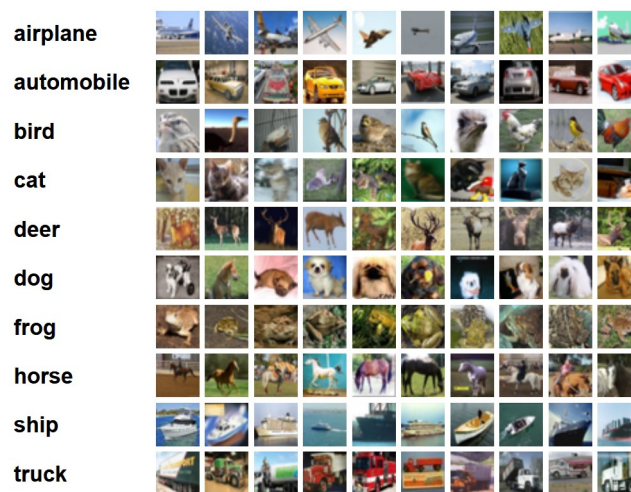 airplane
automobile
bird
cat
deer
dog
frog
horse
ship
truck